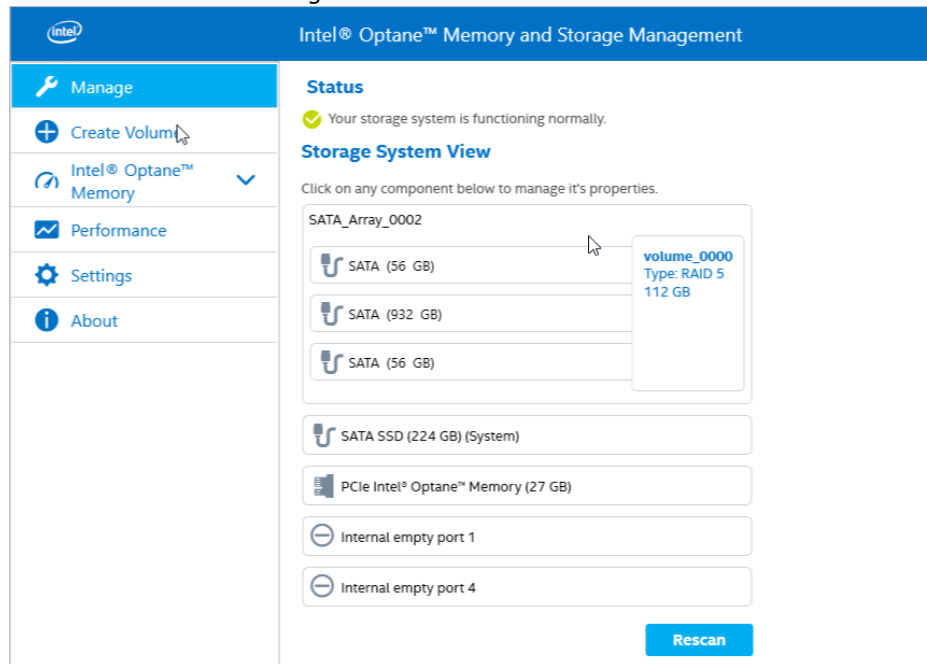 intel
Intel® Optane™ Memory and Storage Management
Manage
Create Volume
Intel® Optane™
Memory
Performance
Settings
About
Status
Your storage system is functioning normally.
Storage System View
Click on any component below to manage it's properties.
SATA_Array_0002
SATA (56 GB)
SATA (932 GB)
SATA (56 GB)
volume_0000
Type: RAID 5
112 GB
SATA SSD (224 GB) (System)
PCIe Intel® Optane™ Memory (27 GB)
Internal empty port 1
Internal empty port 4
Rescan